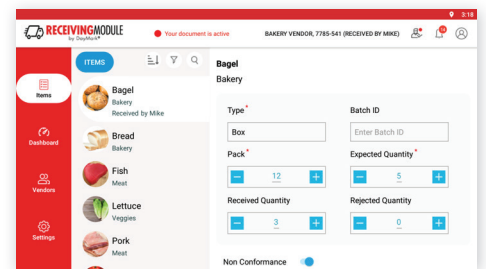 3:18
RECEIVINGMODULE
by DayMark®
Your document is active
BAKERY VENDOR, 7785-541 (RECEIVED BY MIKE)
Items
Dashboard
Vendors
Settings
ITEMS
Bagel
Bakery
Received by Mike
Bread
Bakery
Fish
Meat
Lettuce
Veggies
Pork
Meat
Bagel
Bakery
Type*
Batch ID
Box
Enter Batch ID
Pack*
Expected Quantity*
− 12 +
− 5 +
Received Quantity
Rejected Quantity
− 3 +
− 0 +
Non Conformance